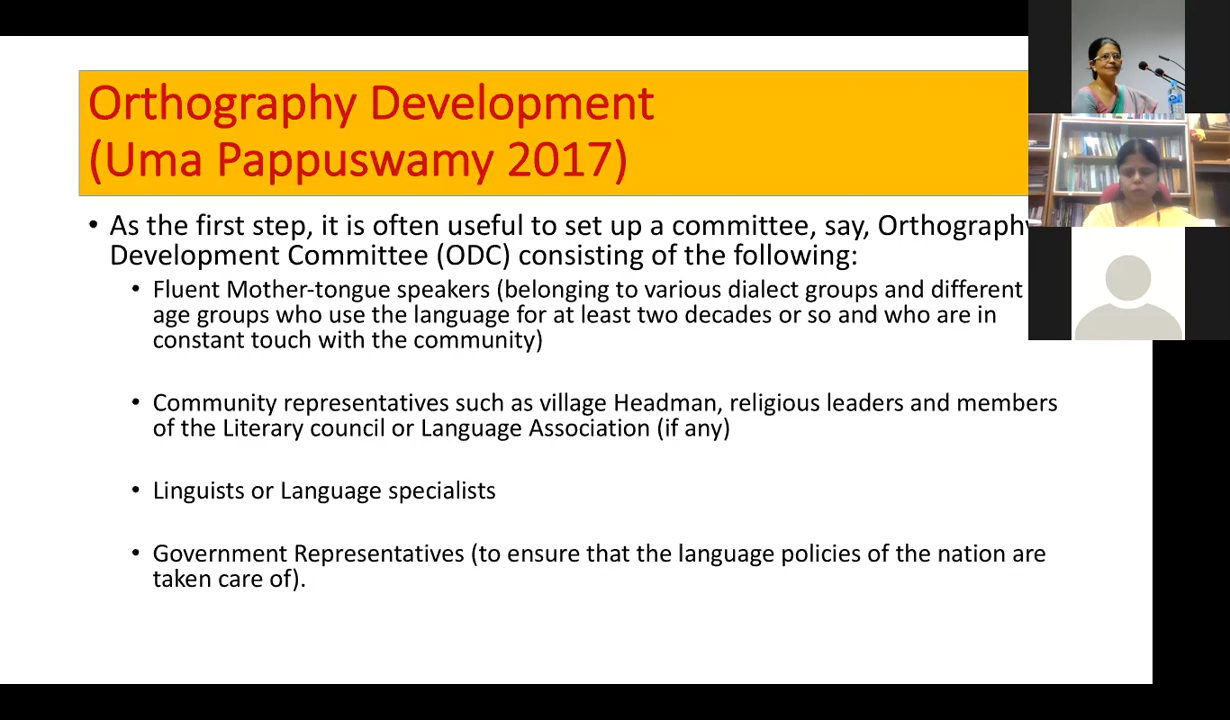 Orthography Development
(Uma Pappuswamy 2017)
• As the first step, it is often useful to set up a committee, say, Orthography
Development Committee (ODC) consisting of the following:
• Fluent Mother-tongue speakers (belonging to various dialect groups and different
age groups who use the language for at least two decades or so and who are in
constant touch with the community)
• Community representatives such as village Headman, religious leaders and members
of the Literary council or Language Association (if any)
• Linguists or Language specialists
• Government Representatives (to ensure that the language policies of the nation are
taken care of).